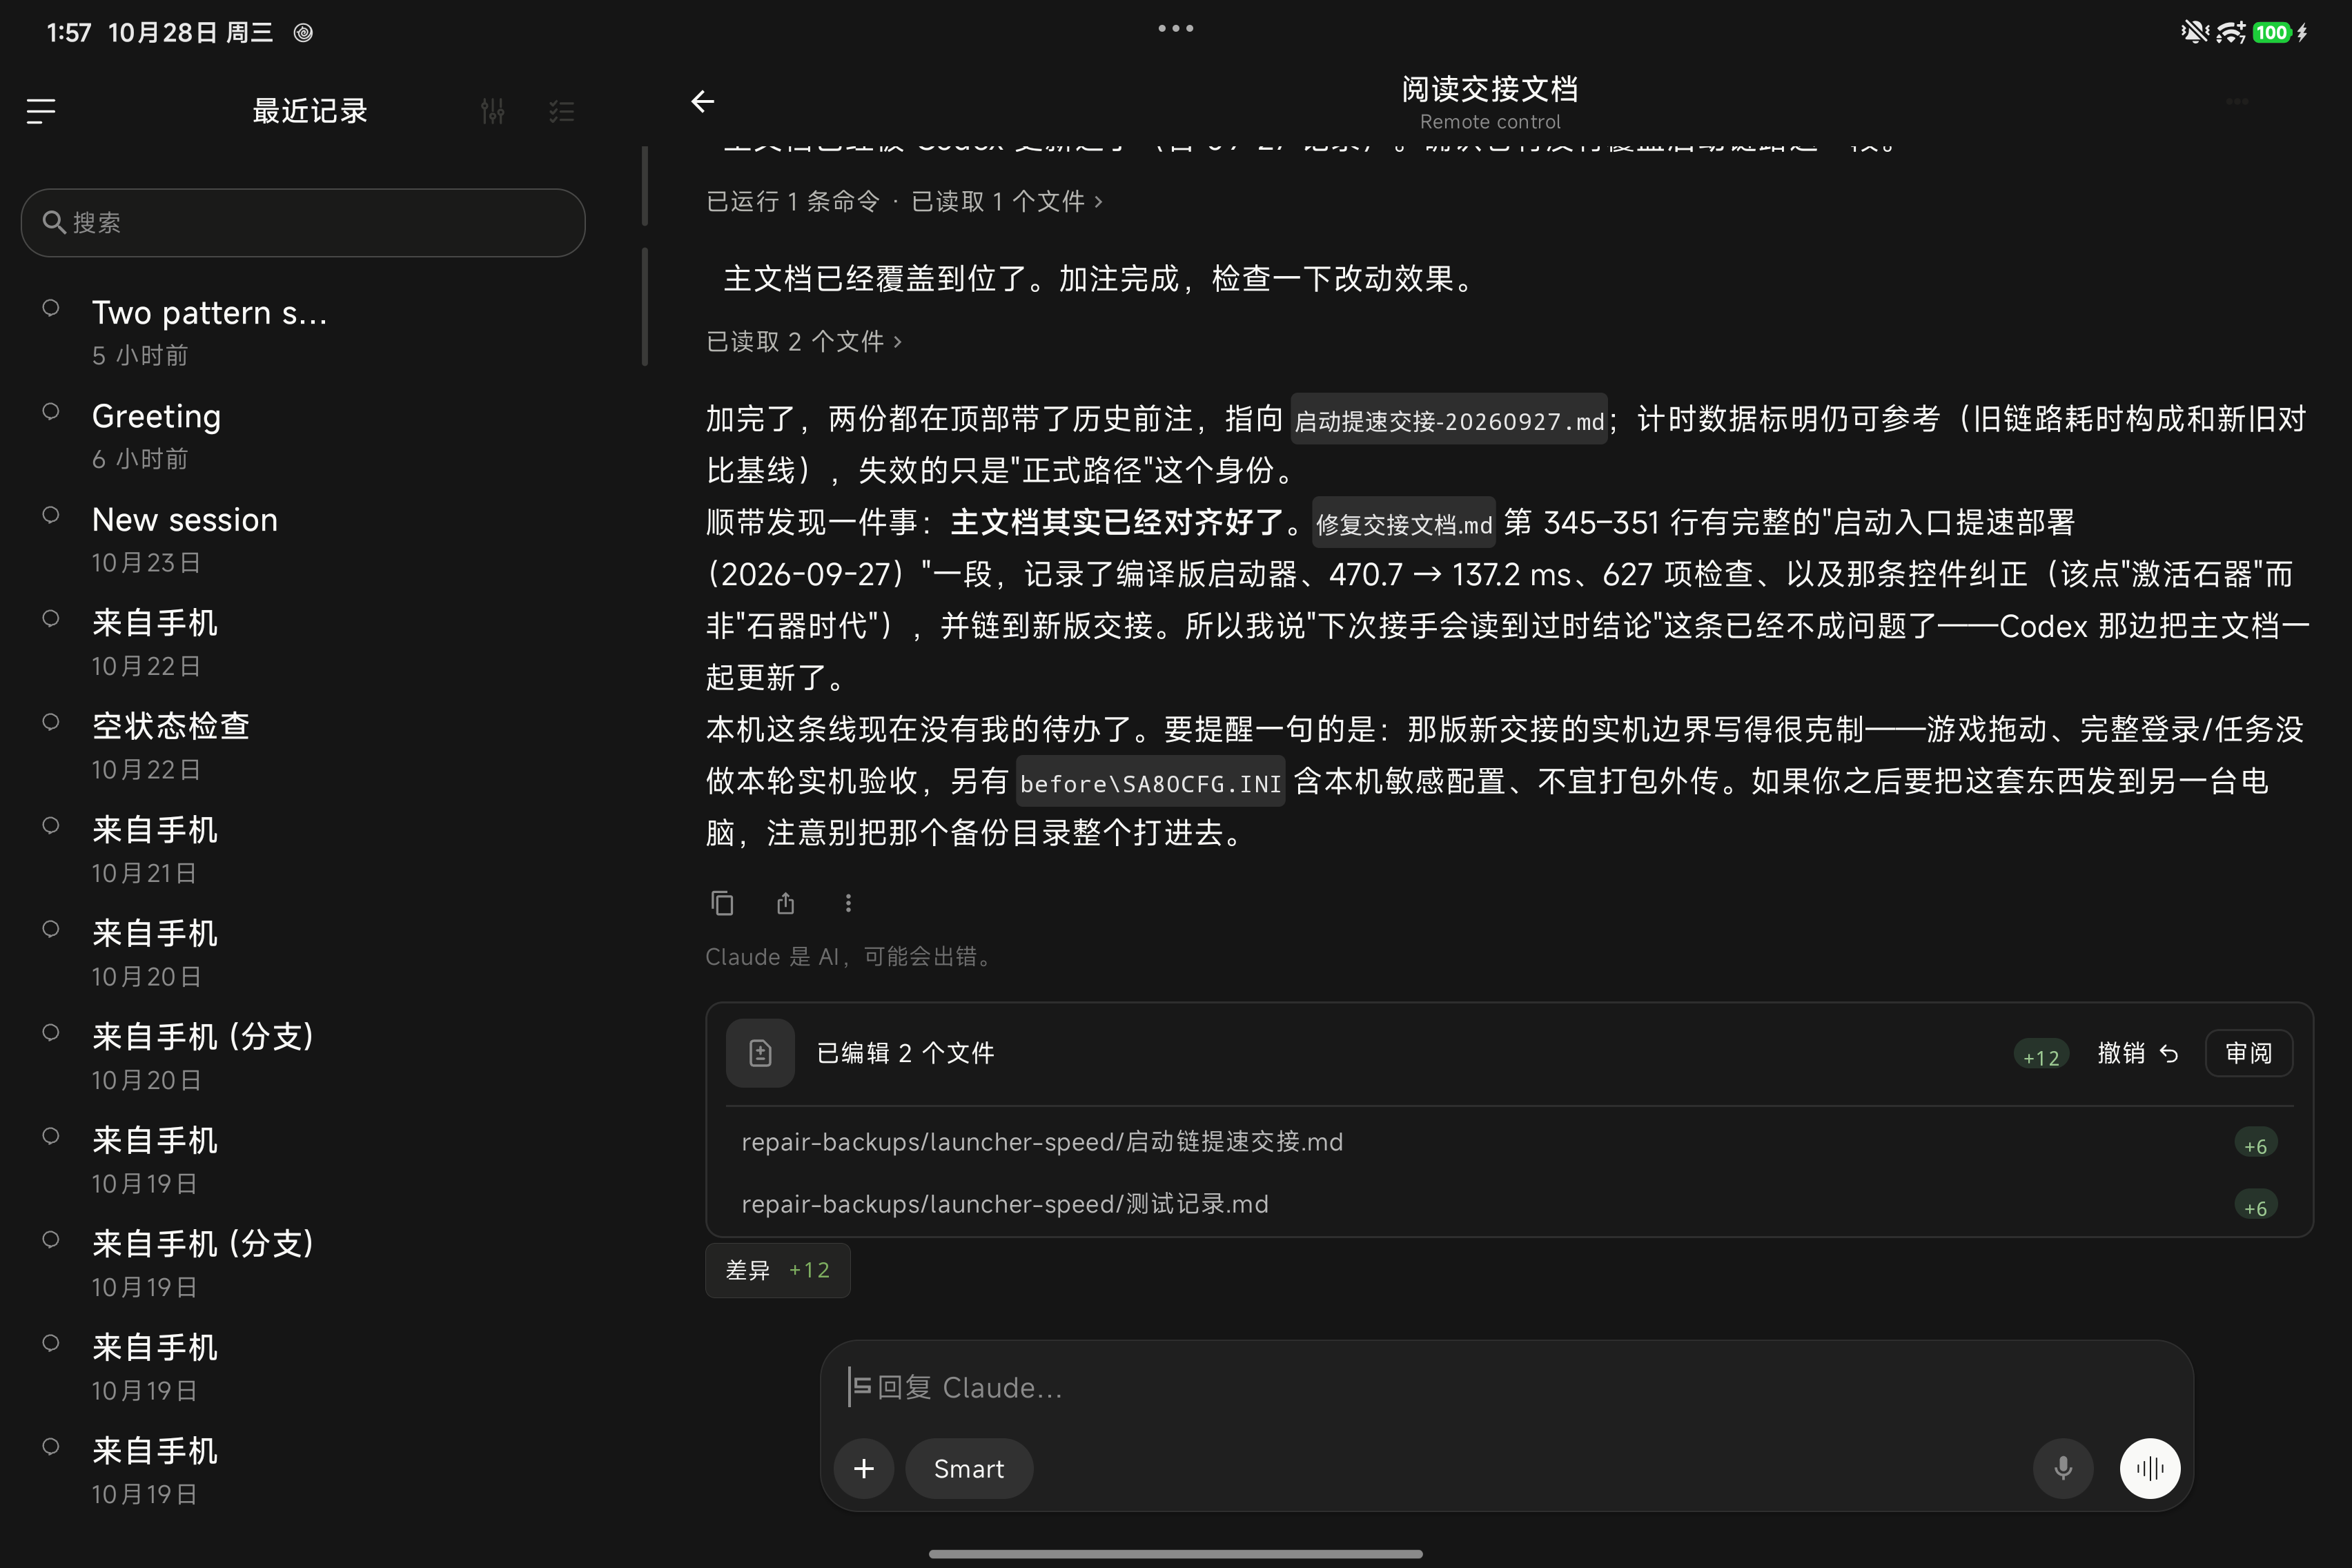 1:57 10月28日 周三
100
最近记录
搜索
Two pattern s...
5 小时前
Greeting
6 小时前
New session
10月23日
来自手机
10月22日
空状态检查
10月22日
来自手机
10月21日
来自手机
10月20日
来自手机 (分支)
10月20日
来自手机
10月19日
来自手机 (分支)
10月19日
来自手机
10月19日
来自手机
10月19日
阅读交接文档
Remote control
已运行 1 条命令 · 已读取 1 个文件
主文档已经覆盖到位了。加注完成，检查一下改动效果。
已读取 2 个文件
加完了，两份都在顶部带了历史前注，指向 启动提速交接-20260927.md；计时数据标明仍可参考（旧链路耗时构成和新旧对
比基线），失效的只是"正式路径"这个身份。
顺带发现一件事：主文档其实已经对齐好了。修复交接文档.md 第 345–351 行有完整的"启动入口提速部署
（2026-09-27）"一段，记录了编译版启动器、470.7 → 137.2 ms、627 项检查、以及那条控件纠正（该点"激活石器"而
非"石器时代"），并链到新版交接。所以我说"下次接手会读到过时结论"这条已经不成问题了——Codex 那边把主文档一
起更新了。
本机这条线现在没有我的待办了。要提醒一句的是：那版新交接的实机边界写得很克制——游戏拖动、完整登录/任务没
做本轮实机验收，另有 before\SA8OCFG.INI 含本机敏感配置、不宜打包外传。如果你之后要把这套东西发到另一台电
脑，注意别把那个备份目录整个打进去。
Claude 是 AI，可能会出错。
已编辑 2 个文件
+12 撤销 审阅
repair-backups/launcher-speed/启动链提速交接.md +6
repair-backups/launcher-speed/测试记录.md +6
差异 +12
回复 Claude...
Smart